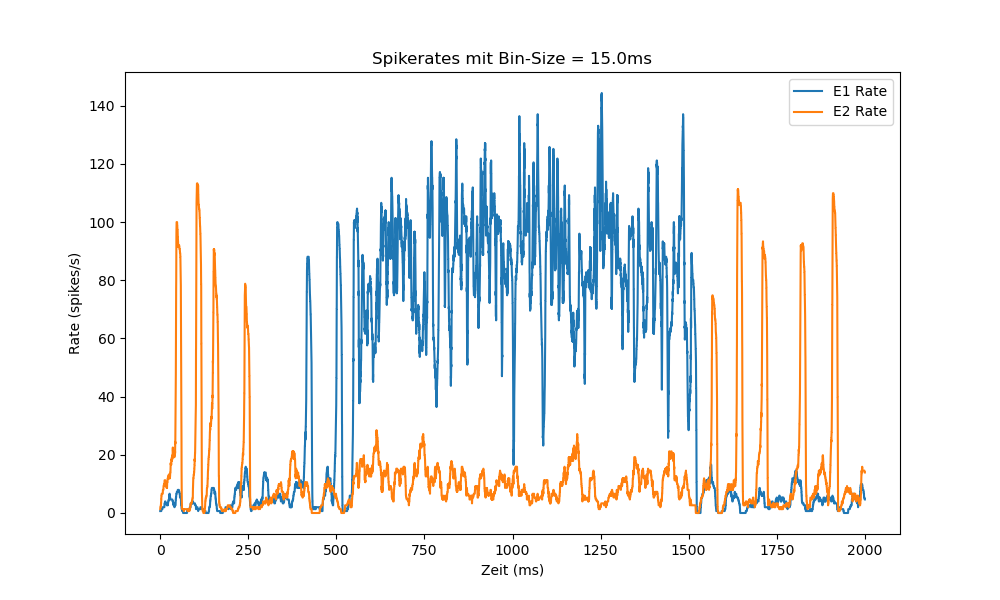 Spikerates mit Bin-Size = 15.0ms
E1 Rate
E2 Rate
Rate (spikes/s)
140
120
100
80
60
40
20
0
0 250 500 750 1000 1250 1500 1750 2000
Zeit (ms)